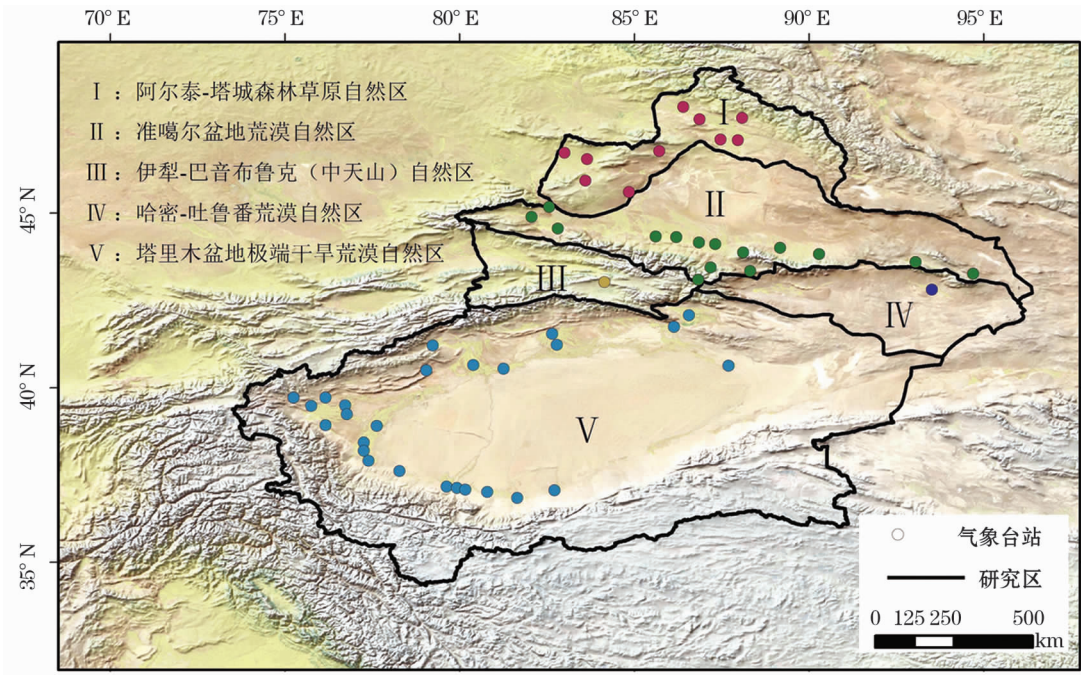 70° E 75° E 80° E 85° E 90° E 95° E
Ⅰ：阿尔泰-塔城森林草原自然区
Ⅱ：准噶尔盆地荒漠自然区
Ⅲ：伊犁-巴音布鲁克（中天山）自然区
Ⅳ：哈密-吐鲁番荒漠自然区
Ⅴ：塔里木盆地极端干旱荒漠自然区
45° N
40° N
35° N
Ⅰ
Ⅱ
Ⅲ
Ⅳ
Ⅴ
气象台站
研究区
0 125 250 500
km